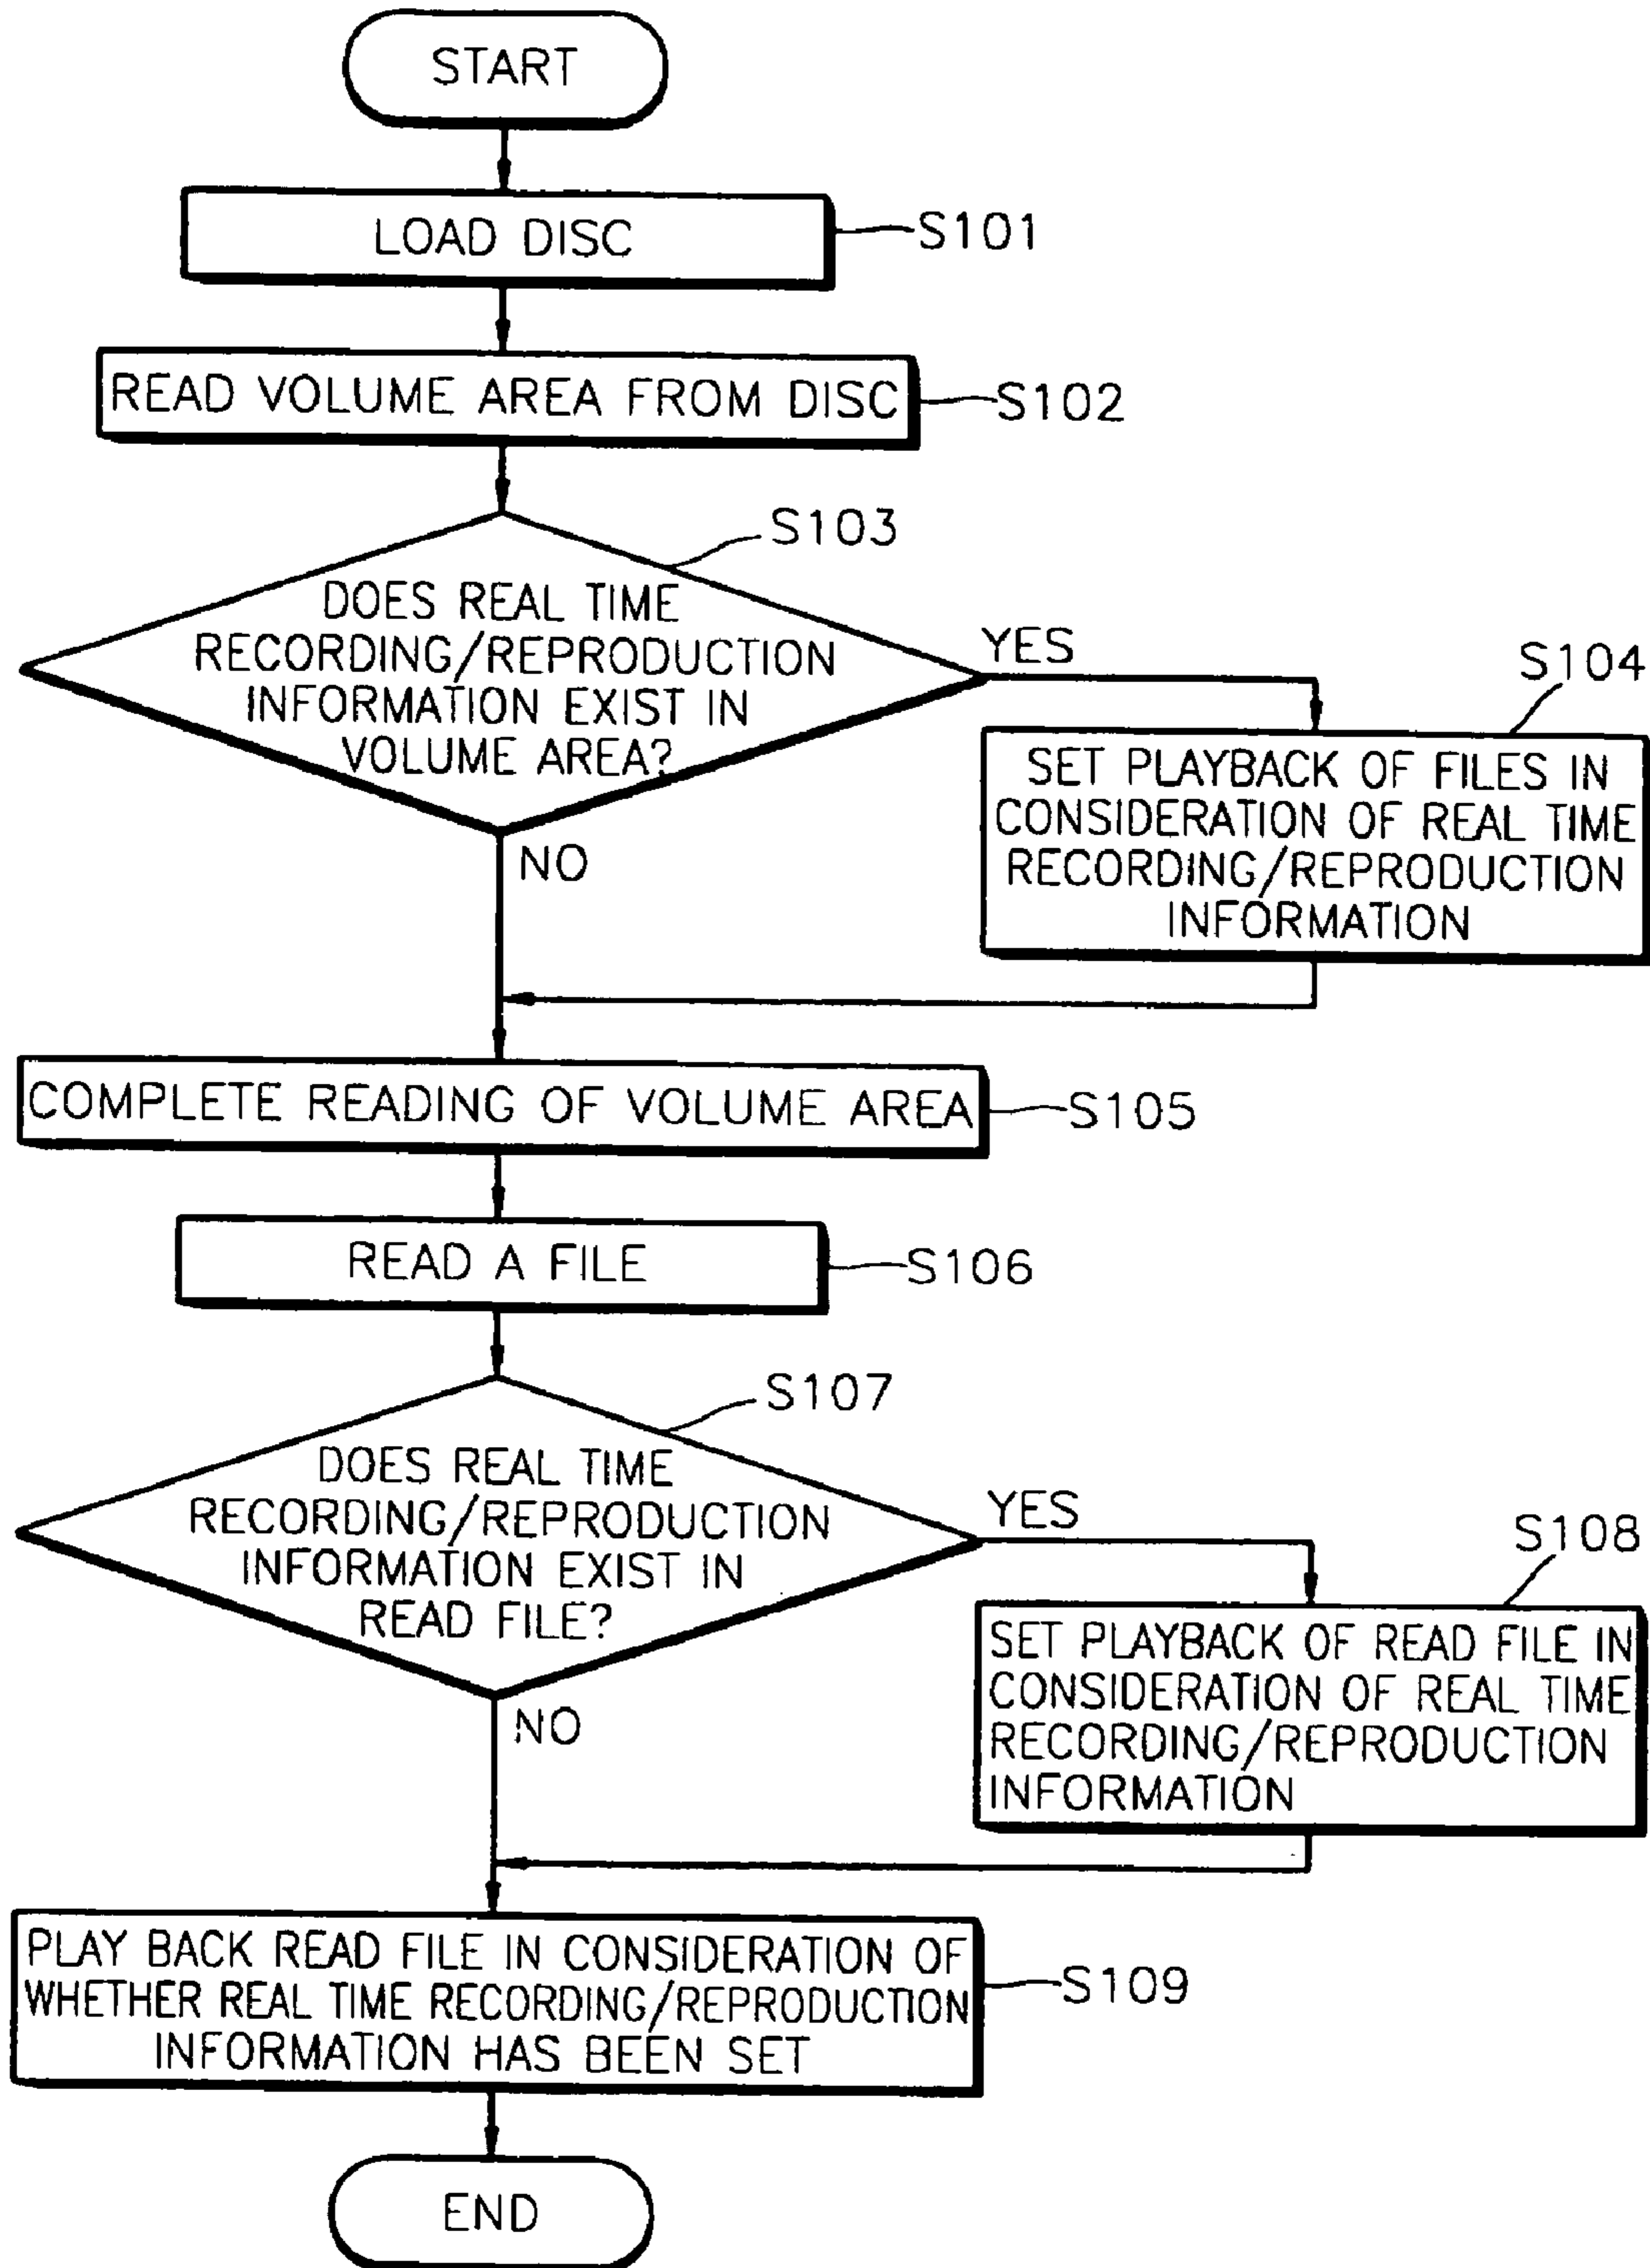 START
LOAD DISC
S101
READ VOLUME AREA FROM DISC
S102
S103
DOES REAL TIME
RECORDING/REPRODUCTION
INFORMATION EXIST IN
VOLUME AREA?
YES
NO
S104
SET PLAYBACK OF FILES IN
CONSIDERATION OF REAL TIME
RECORDING/REPRODUCTION
INFORMATION
COMPLETE READING OF VOLUME AREA
S105
READ A FILE
S106
S107
DOES REAL TIME
RECORDING/REPRODUCTION
INFORMATION EXIST IN
READ FILE?
YES
NO
S108
SET PLAYBACK OF READ FILE IN
CONSIDERATION OF REAL TIME
RECORDING/REPRODUCTION
INFORMATION
PLAY BACK READ FILE IN CONSIDERATION OF
WHETHER REAL TIME RECORDING/REPRODUCTION
INFORMATION HAS BEEN SET
S109
END